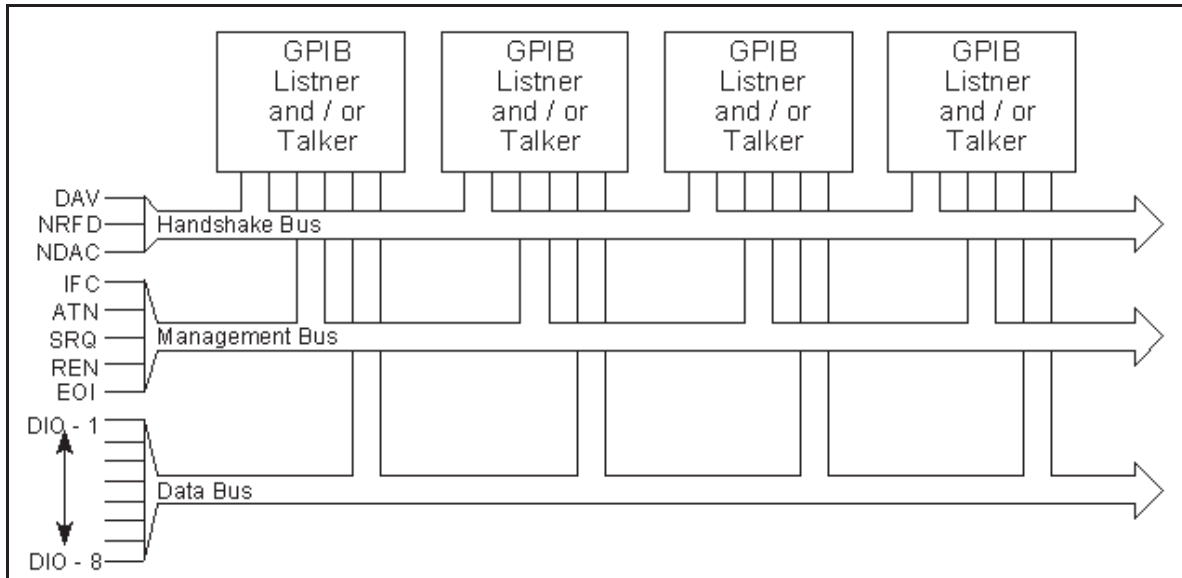 GPIB
Listner
and / or
Talker
GPIB
Listner
and / or
Talker
GPIB
Listner
and / or
Talker
GPIB
Listner
and / or
Talker
DAV
NRFD
NDAC
Handshake Bus
IFC
ATN
SRQ
REN
EOI
Management Bus
DIO - 1
DIO - 8
Data Bus